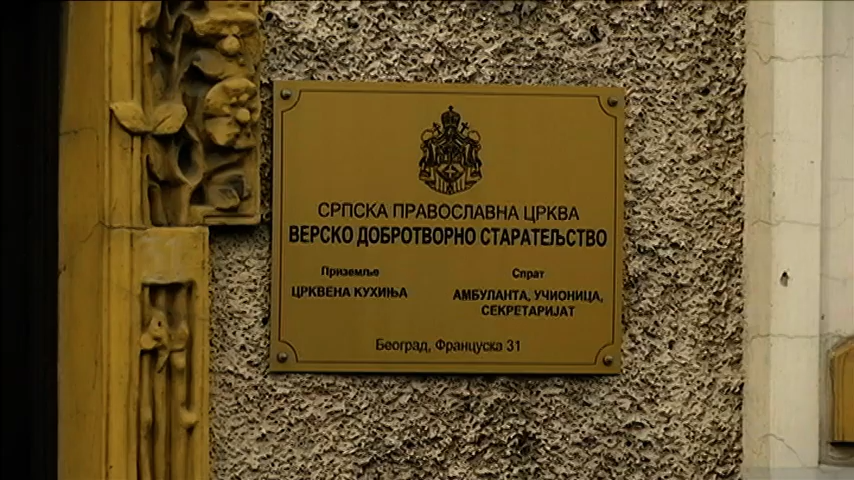 СРПСКА ПРАВОСЛАВНА ЦРКВА
ВЕРСКО ДОБРОТВОРНО СТАРАТЕЉСТВО
Приземље
ЦРКВЕНА КУХИЊА
Спрат
АМБУЛАНТА, УЧИОНИЦА,
СЕКРЕТАРИЈАТ
Београд, Француска 31